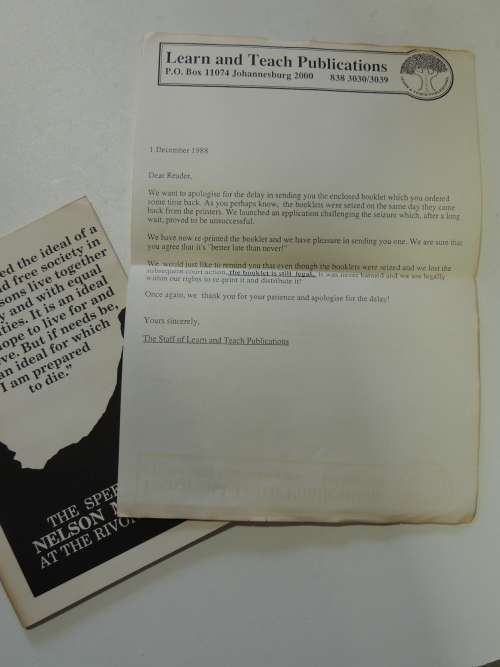 Learn and Teach Publications
P.O. Box 11074 Johannesburg 2000 838 3030/3039
1 December 1988
Dear Reader,
We want to apologise for the delay in sending you the enclosed booklet which you ordered
some time back. As you perhaps know, the booklets were seized on the same day they came
back from the printers. We launched an application challenging the seizure which, after a long
wait, proved to be unsuccessful.
We have now re-printed the booklet and we have pleasure in sending you one. We are sure that
you agree that it's "better late than never!"
We would just like to remind you that even though the booklets were seized and we lost the
subsequent court action, the booklet is still legal. It was never banned and we are legally
within our rights to re-print it and distribute it!
Once again, we thank you for your patience and apologise for the delay!
Yours sincerely,
The Staff of Learn and Teach Publications
ed the ideal of a
d free society in
sons live together
y and with equal
ties. It is an ideal
ope to live for and
ve. But if needs be,
an ideal for which
I am prepared
to die."
THE SPEE
NELSON M
AT THE RIVO